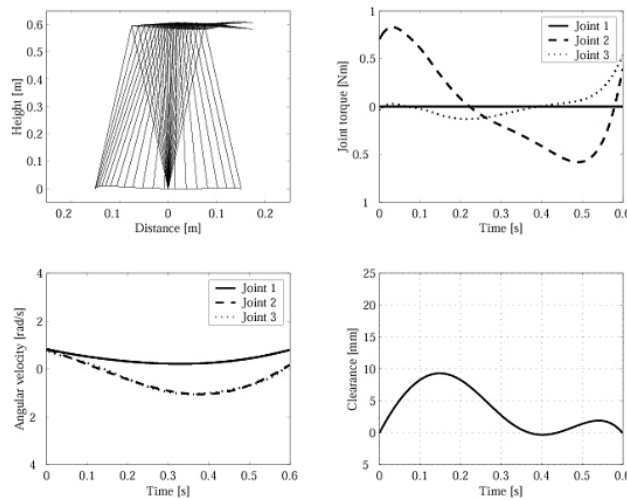 0.6
0.5
0.4
0.3
0.2
0.1
0
Height [m]
0.2 0.1 0 0.1 0.2
Distance [m]
1
0.5
0
0.5
1
Joint torque [Nm]
Joint 1
Joint 2
Joint 3
0 0.1 0.2 0.3 0.4 0.5 0.6
Time [s]
4
2
0
2
4
Angular velocity [rad/s]
Joint 1
Joint 2
Joint 3
0 0.1 0.2 0.3 0.4 0.5 0.6
Time [s]
25
20
15
10
5
0
5
Clearance [mm]
0 0.1 0.2 0.3 0.4 0.5 0.6
Time [s]